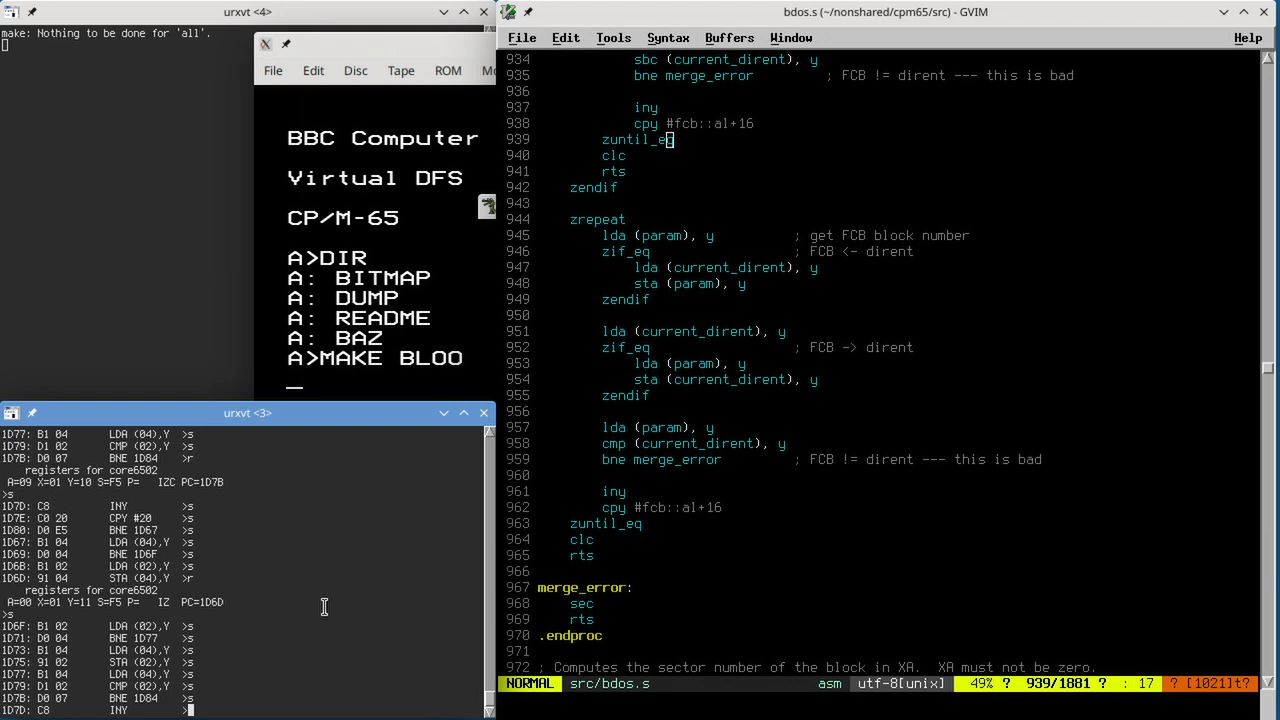 urxvt <4>
make: Nothing to be done for 'all'.
File Edit Disc Tape ROM
BBC Computer
Virtual DFS
CP/M-65
A>DIR
A: BITMAP
A: DUMP
A: README
A: BAZ
A>MAKE BLOO
urxvt <3>
1D77: B1 04 LDA (04),Y >s
1D79: D1 02 CMP (02),Y >s
1D7B: D0 07 BNE 1D84 >r
registers for core6502
A=09 X=01 Y=10 S=F5 P= IZC PC=1D7B
>s
1D7D: C8 INY >s
1D7E: C0 20 CPY #20 >s
1D80: D0 E5 BNE 1D67 >s
1D67: B1 04 LDA (04),Y >s
1D69: D0 04 BNE 1D6F >s
1D6B: B1 02 LDA (02),Y >s
1D6D: 91 04 STA (04),Y >r
registers for core6502
A=00 X=01 Y=11 S=F5 P= IZ PC=1D6D
>s
1D6F: B1 02 LDA (02),Y >s
1D71: D0 04 BNE 1D77 >s
1D73: B1 04 LDA (04),Y >s
1D75: 91 02 STA (02),Y >s
1D77: B1 04 LDA (04),Y >s
1D79: D1 02 CMP (02),Y >s
1D7B: D0 07 BNE 1D84 >s
1D7D: C8 INY >
bdos.s (~/nonshared/cpm65/src) - GVIM
File Edit Tools Syntax Buffers Window Help
934 sbc (current_dirent), y
935 bne merge_error ; FCB != dirent --- this is bad
936
937 iny
938 cpy #fcb::al+16
939 zuntil_eq
940 clc
941 rts
942 zendif
943
944 zrepeat
945 lda (param), y ; get FCB block number
946 zif_eq ; FCB <- dirent
947 lda (current_dirent), y
948 sta (param), y
949 zendif
950
951 lda (current_dirent), y
952 zif_eq ; FCB -> dirent
953 lda (param), y
954 sta (current_dirent), y
955 zendif
956
957 lda (param), y
958 cmp (current_dirent), y
959 bne merge_error ; FCB != dirent --- this is bad
960
961 iny
962 cpy #fcb::al+16
963 zuntil_eq
964 clc
965 rts
966
967 merge_error:
968 sec
969 rts
970 .endproc
971
972 ; Computes the sector number of the block in XA. XA must not be zero.
NORMAL src/bdos.s asm utf-8[unix] 49% ? 939/1881 ? : 17 ? [1021]t?